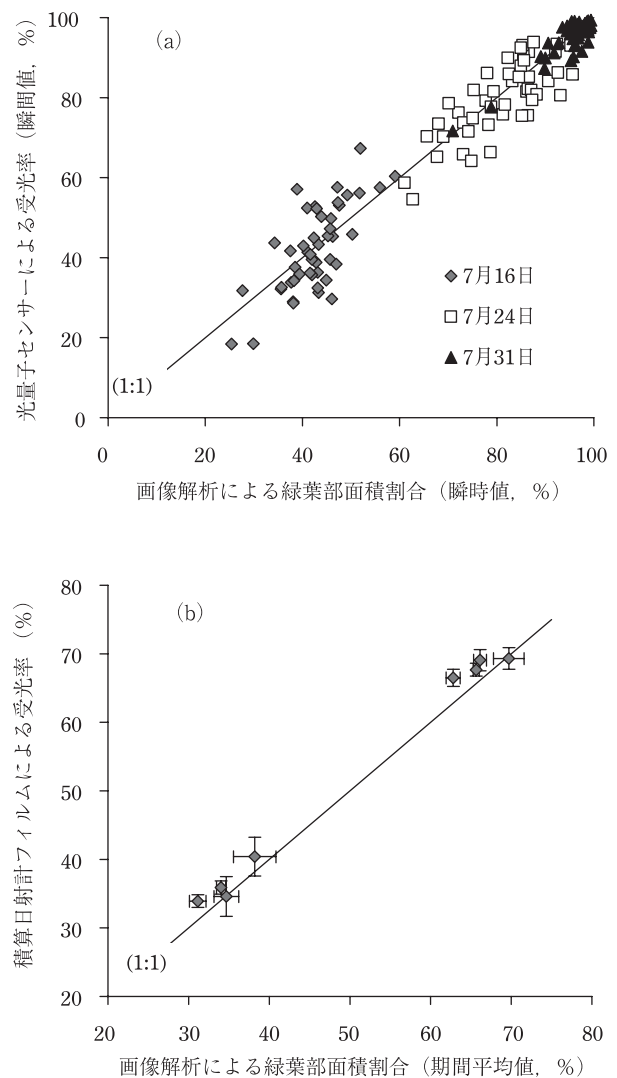 100
80
60
40
20
0
光量子センサーによる受光率（瞬間値，％）
(a)
7月16日
7月24日
7月31日
(1:1)
0 20 40 60 80 100
画像解析による緑葉部面積割合（瞬時値，％）
80
70
60
50
40
30
20
積算日射計フィルムによる受光率（%）
(b)
(1:1)
20 30 40 50 60 70 80
画像解析による緑葉部面積割合（期間平均値，％）